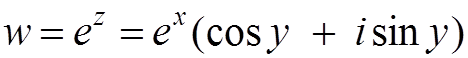 w = e^z = e^x (cos y + i sin y)